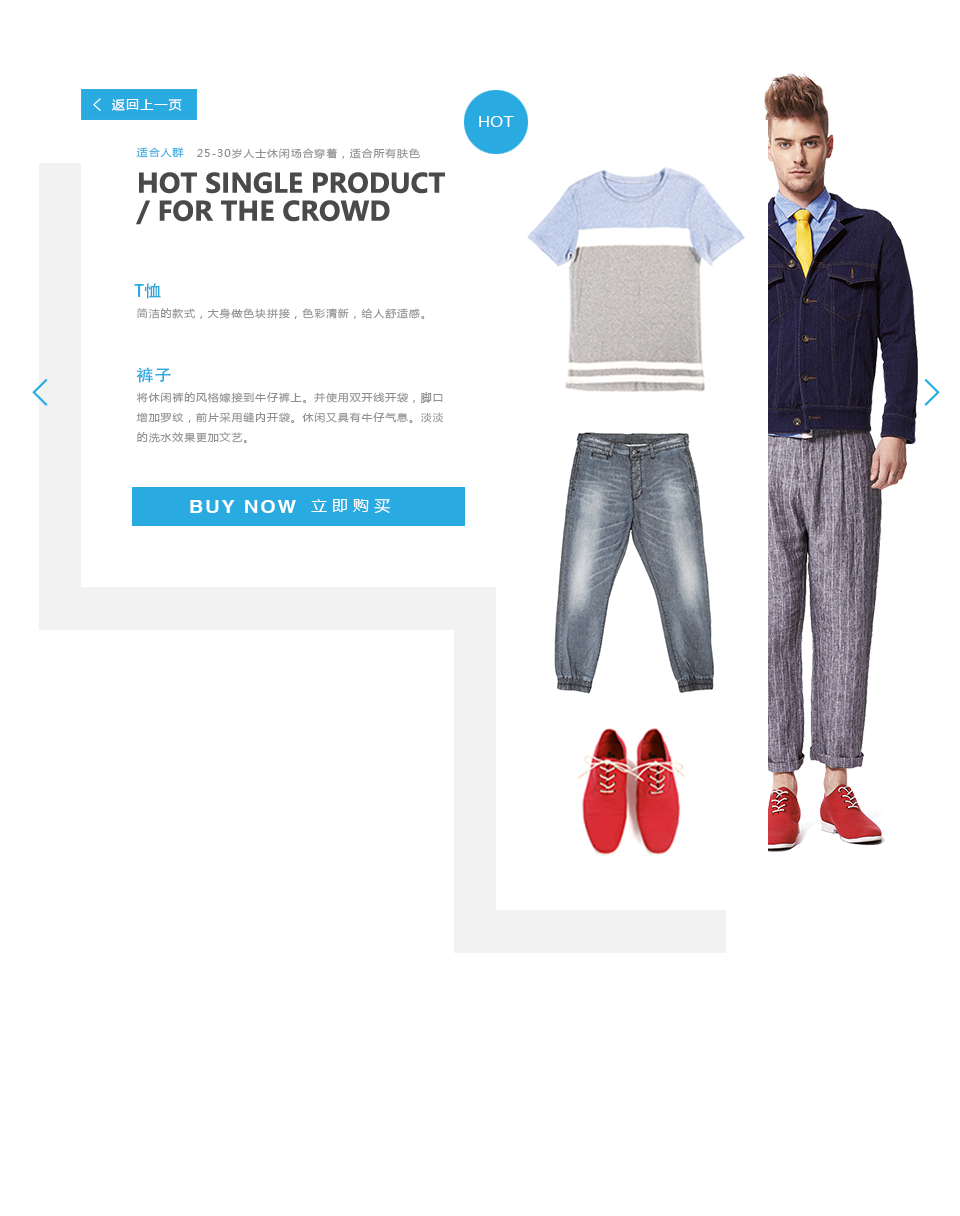 返回上一页
HOT
适合人群 25-30岁人士休闲场合穿着，适合所有肤色
HOT SINGLE PRODUCT
/ FOR THE CROWD
T恤
简洁的款式，大身做色块拼接，色彩清新，给人舒适感。
裤子
将休闲裤的风格嫁接到牛仔裤上。并使用双开线开袋，脚口
增加罗纹，前片采用缝内开袋。休闲又具有牛仔气息。淡淡
的洗水效果更加文艺。
BUY NOW 立即购买